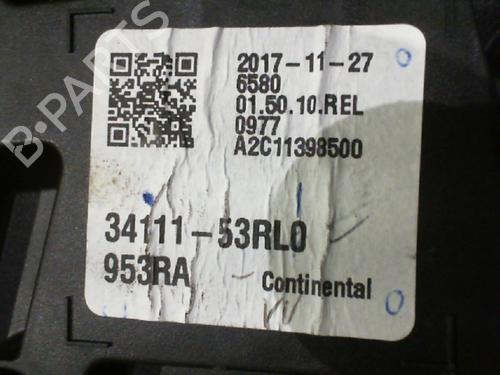 B-PARTS
2017-11-27
6580
01.50.10.REL
0977
A2C11398500
34111-53RL0
953RA
Continental